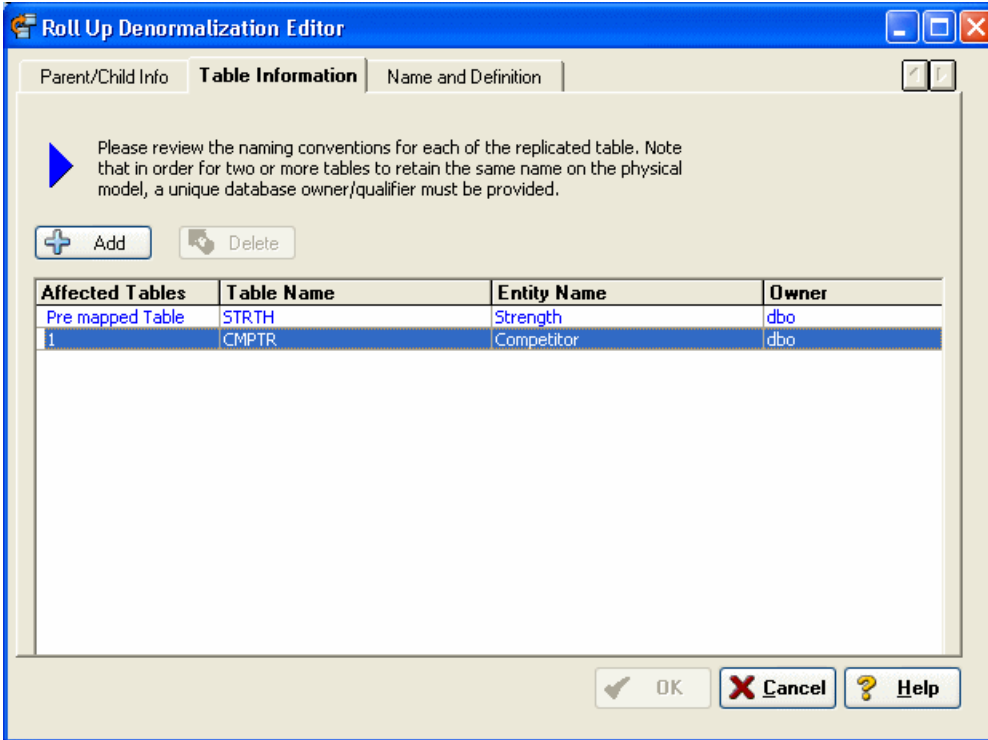 Roll Up Denormalization Editor
Parent/Child Info Table Information Name and Definition
Please review the naming conventions for each of the replicated table. Note
that in order for two or more tables to retain the same name on the physical
model, a unique database owner/qualifier must be provided.
Add Delete
Affected Tables Table Name Entity Name Owner
Pre mapped Table STRTH Strength dbo
1 CMPTR Competitor dbo
OK Cancel Help